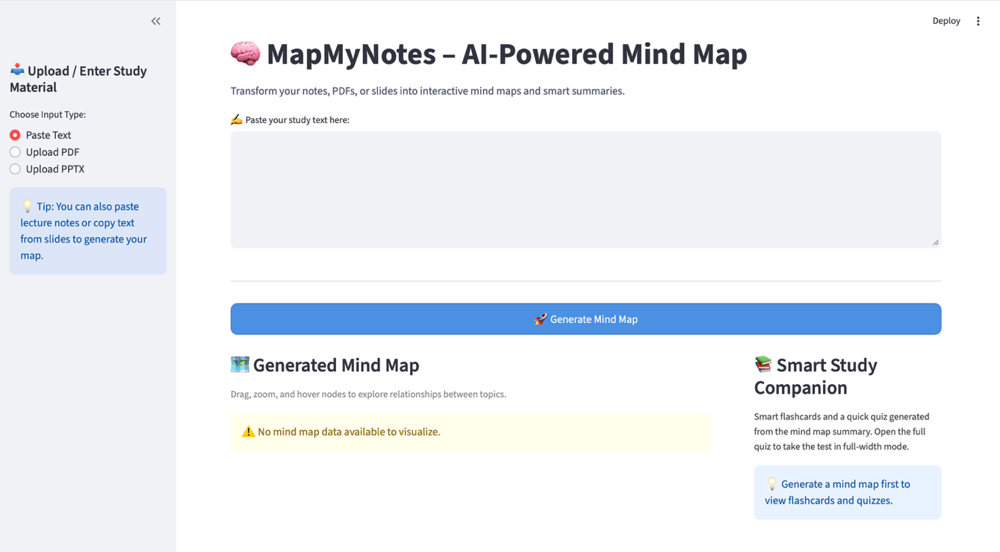 Deploy
📥 Upload / Enter Study
Material
Choose Input Type:
Paste Text
Upload PDF
Upload PPTX
💡 Tip: You can also paste
lecture notes or copy text
from slides to generate your
map.
🧠 MapMyNotes – AI-Powered Mind Map
Transform your notes, PDFs, or slides into interactive mind maps and smart summaries.
✍️ Paste your study text here:
🚀 Generate Mind Map
🗺️ Generated Mind Map
Drag, zoom, and hover nodes to explore relationships between topics.
⚠️ No mind map data available to visualize.
📚 Smart Study
Companion
Smart flashcards and a quick quiz generated
from the mind map summary. Open the full
quiz to take the test in full-width mode.
💡 Generate a mind map first to
view flashcards and quizzes.